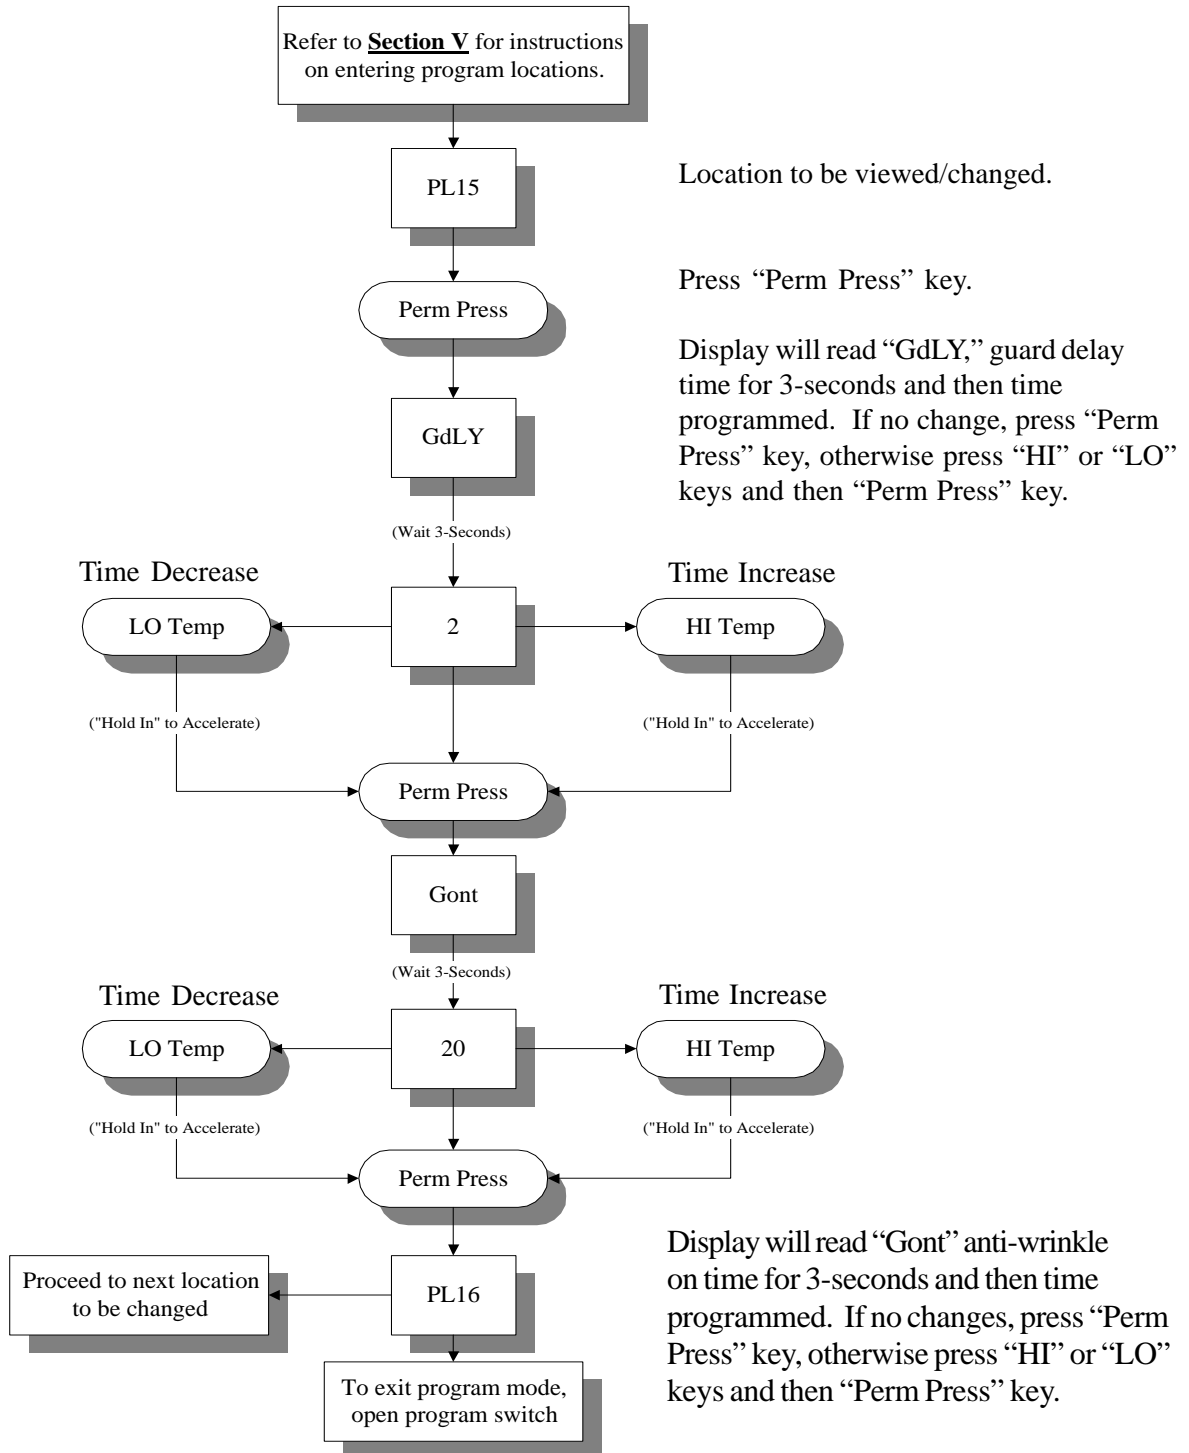 Refer to Section V for instructions
on entering program locations.
PL15
Location to be viewed/changed.
Perm Press
Press “Perm Press” key.
Display will read “GdLY,” guard delay
time for 3-seconds and then time
programmed. If no change, press “Perm
Press” key, otherwise press “HI” or “LO”
keys and then “Perm Press” key.
GdLY
(Wait 3-Seconds)
Time Decrease
Time Increase
LO Temp
2
HI Temp
("Hold In" to Accelerate)
("Hold In" to Accelerate)
Perm Press
Gont
(Wait 3-Seconds)
Time Decrease
Time Increase
LO Temp
20
HI Temp
("Hold In" to Accelerate)
("Hold In" to Accelerate)
Perm Press
Display will read “Gont” anti-wrinkle
on time for 3-seconds and then time
programmed. If no changes, press “Perm
Press” key, otherwise press “HI” or “LO”
keys and then “Perm Press” key.
Proceed to next location
to be changed
PL16
To exit program mode,
open program switch